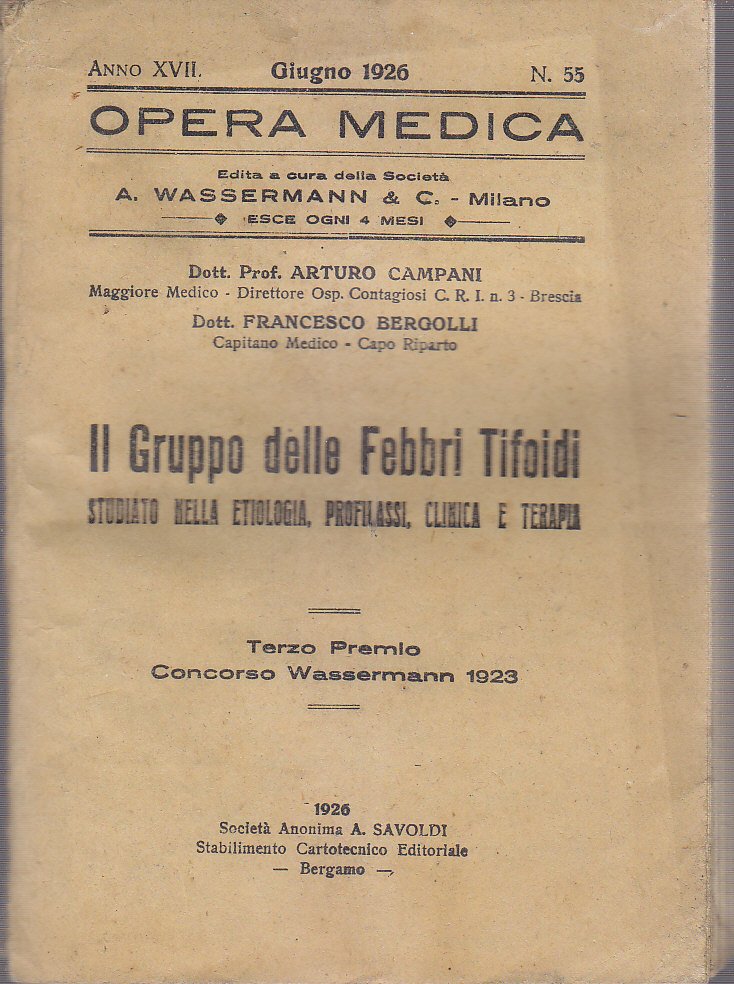 ANNO XVII. Giugno 1926 N. 55
OPERA MEDICA
Edita a cura della Società
A. WASSERMANN & C. - Milano
ESCE OGNI 4 MESI
Dott. Prof. ARTURO CAMPANI
Maggiore Medico - Direttore Osp. Contagiosi C. R. I. n. 3 - Brescia
Dott. FRANCESCO BERGOLLI
Capitano Medico - Capo Riparto
Il Gruppo delle Febbri Tifoidi
STUDIATO NELLA ETIOLOGIA, PROFILASSI, CLINICA E TERAPIA
Terzo Premio
Concorso Wassermann 1923
1926
Società Anonima A. SAVOLDI
Stabilimento Cartotecnico Editoriale
— Bergamo —